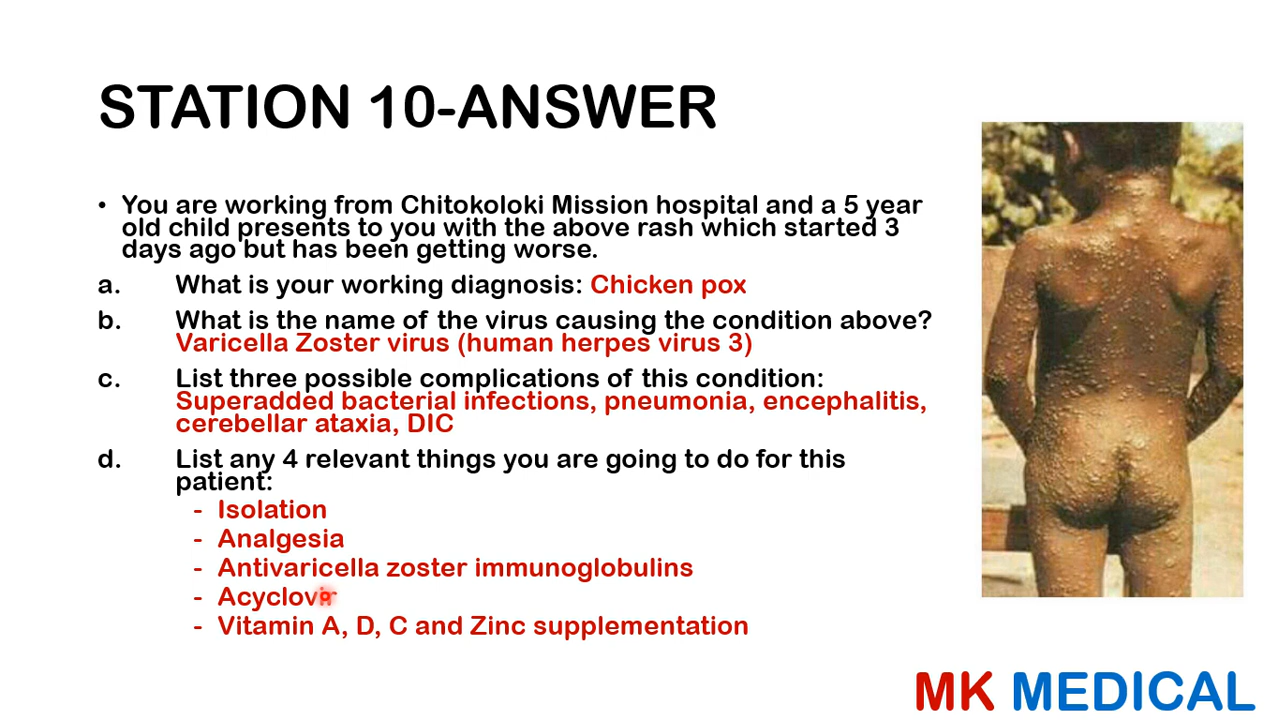 STATION 10-ANSWER
• You are working from Chitokoloki Mission hospital and a 5 year
old child presents to you with the above rash which started 3
days ago but has been getting worse.
a. What is your working diagnosis: Chicken pox
b. What is the name of the virus causing the condition above?
Varicella Zoster virus (human herpes virus 3)
c. List three possible complications of this condition:
Superadded bacterial infections, pneumonia, encephalitis,
cerebellar ataxia, DIC
d. List any 4 relevant things you are going to do for this
patient:
- Isolation
- Analgesia
- Antivaricella zoster immunoglobulins
- Acyclovir
- Vitamin A, D, C and Zinc supplementation
MK MEDICAL